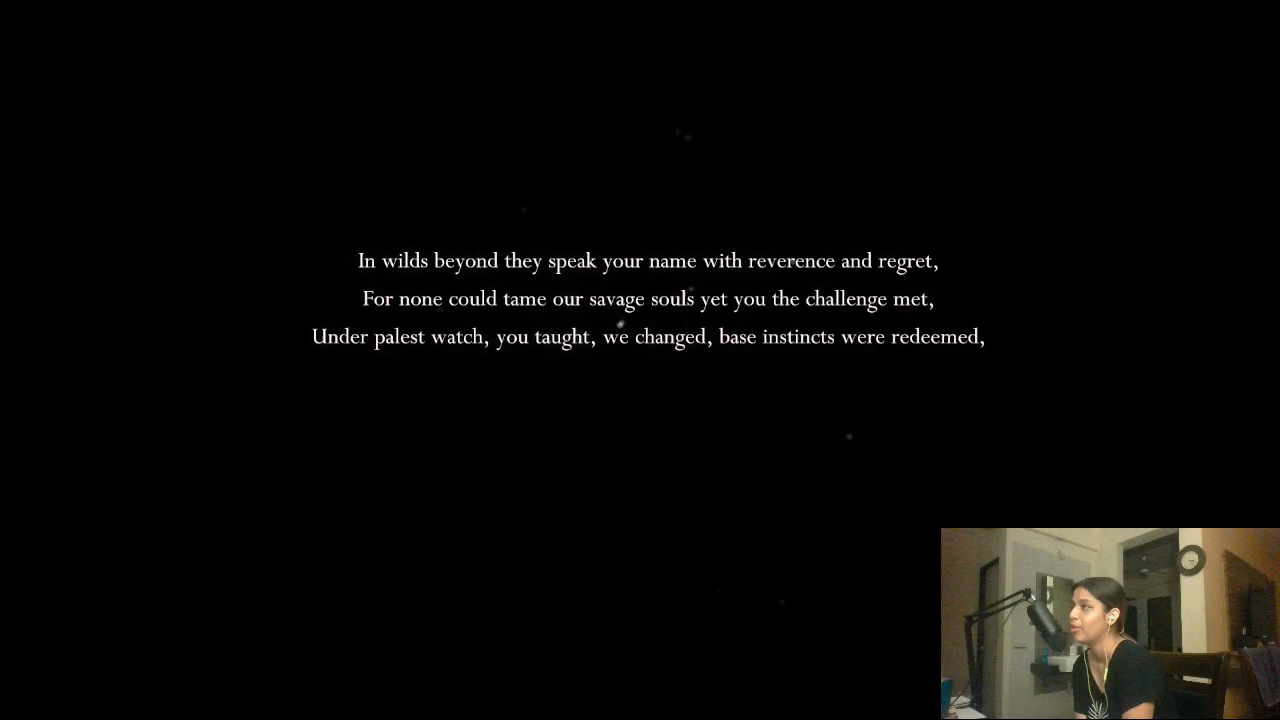 In wilds beyond they speak your name with reverence and regret,
For none could tame our savage souls yet you the challenge met,
Under palest watch, you taught, we changed, base instincts were redeemed,